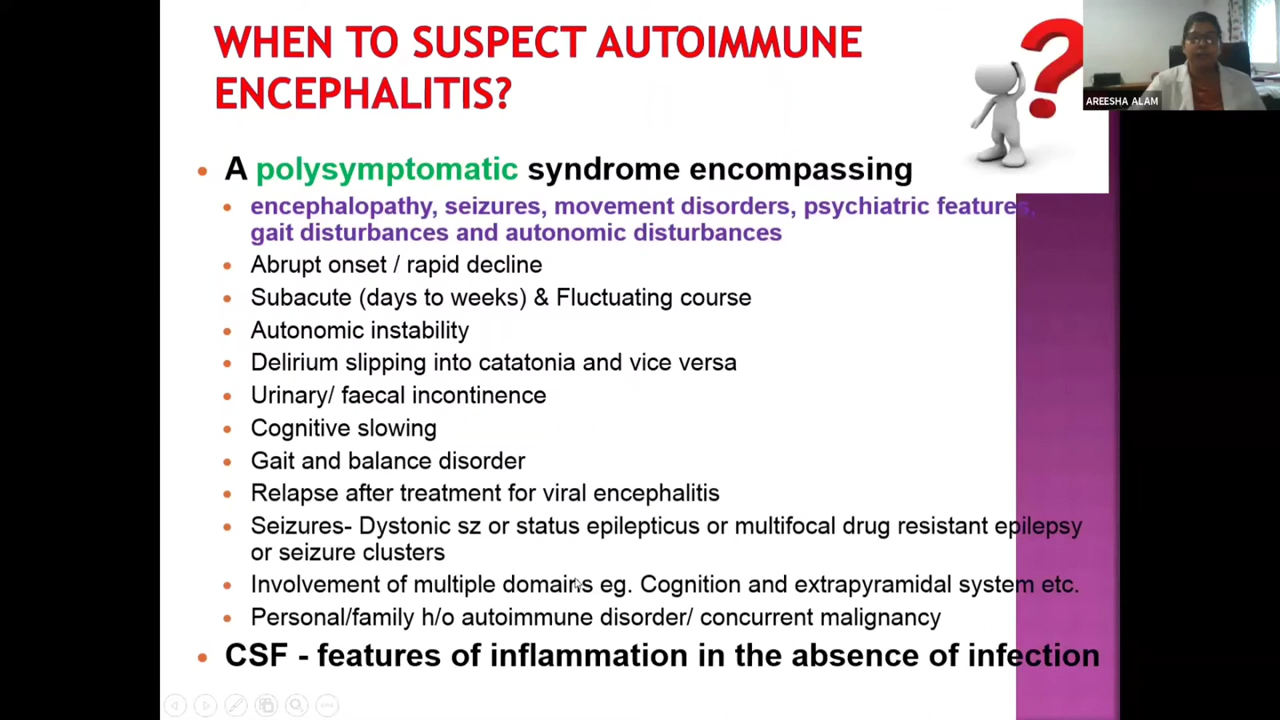 WHEN TO SUSPECT AUTOIMMUNE
ENCEPHALITIS?
AREESHA ALAM
• A polysymptomatic syndrome encompassing
• encephalopathy, seizures, movement disorders, psychiatric features,
gait disturbances and autonomic disturbances
• Abrupt onset / rapid decline
• Subacute (days to weeks) & Fluctuating course
• Autonomic instability
• Delirium slipping into catatonia and vice versa
• Urinary/ faecal incontinence
• Cognitive slowing
• Gait and balance disorder
• Relapse after treatment for viral encephalitis
• Seizures- Dystonic sz or status epilepticus or multifocal drug resistant epilepsy
or seizure clusters
• Involvement of multiple domains eg. Cognition and extrapyramidal system etc.
• Personal/family h/o autoimmune disorder/ concurrent malignancy
• CSF - features of inflammation in the absence of infection